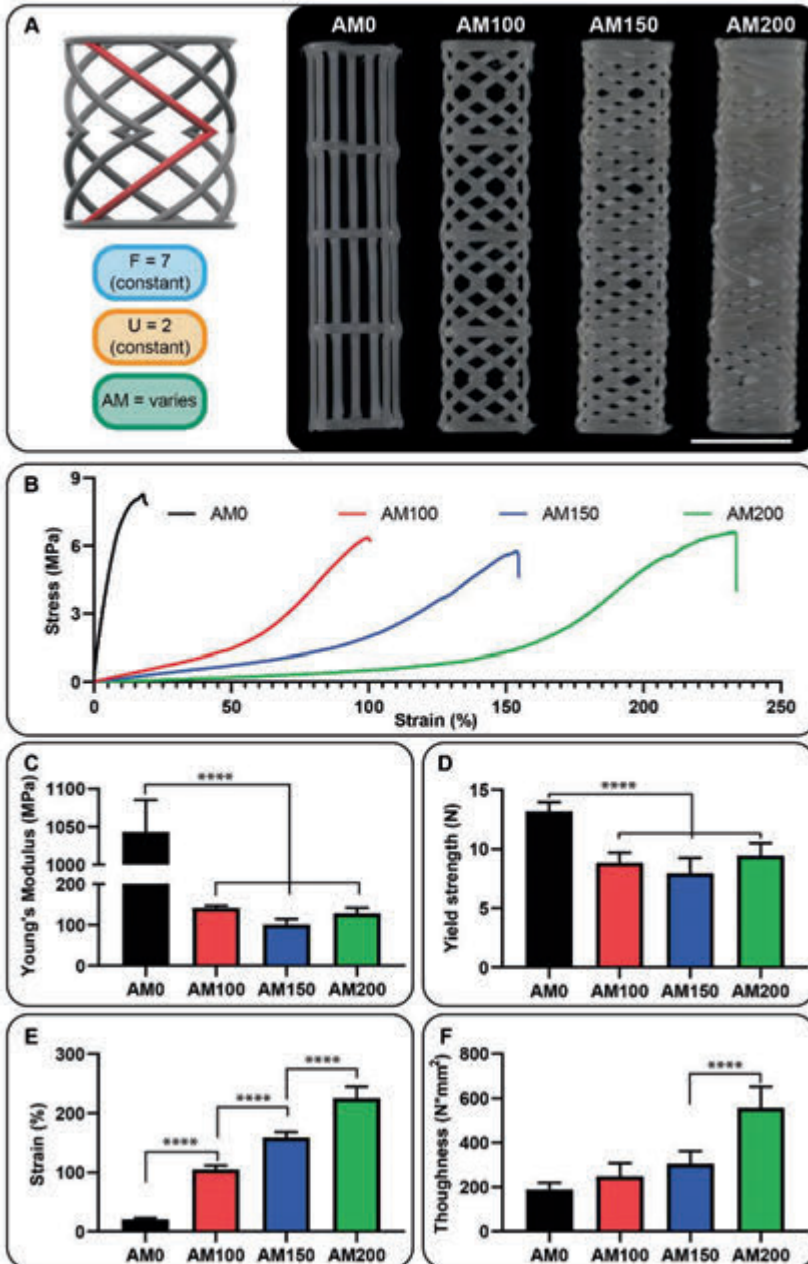 A
AM0 AM100 AM150 AM200
F = 7
(constant)
U = 2
(constant)
AM = varies
B
AM0 AM100 AM150 AM200
Stress (MPa)
9
6
3
0
0 50 100 150 200 250
Strain (%)
C
Young's Modulus (MPa)
1100
1050
1000
200
100
0
****
AM0 AM100 AM150 AM200
D
Yield strength (N)
15
10
5
0
****
AM0 AM100 AM150 AM200
E
Strain (%)
300
200
100
0
**** **** ****
AM0 AM100 AM150 AM200
F
Thoughness (N*mm²)
800
600
400
200
0
****
AM0 AM100 AM150 AM200